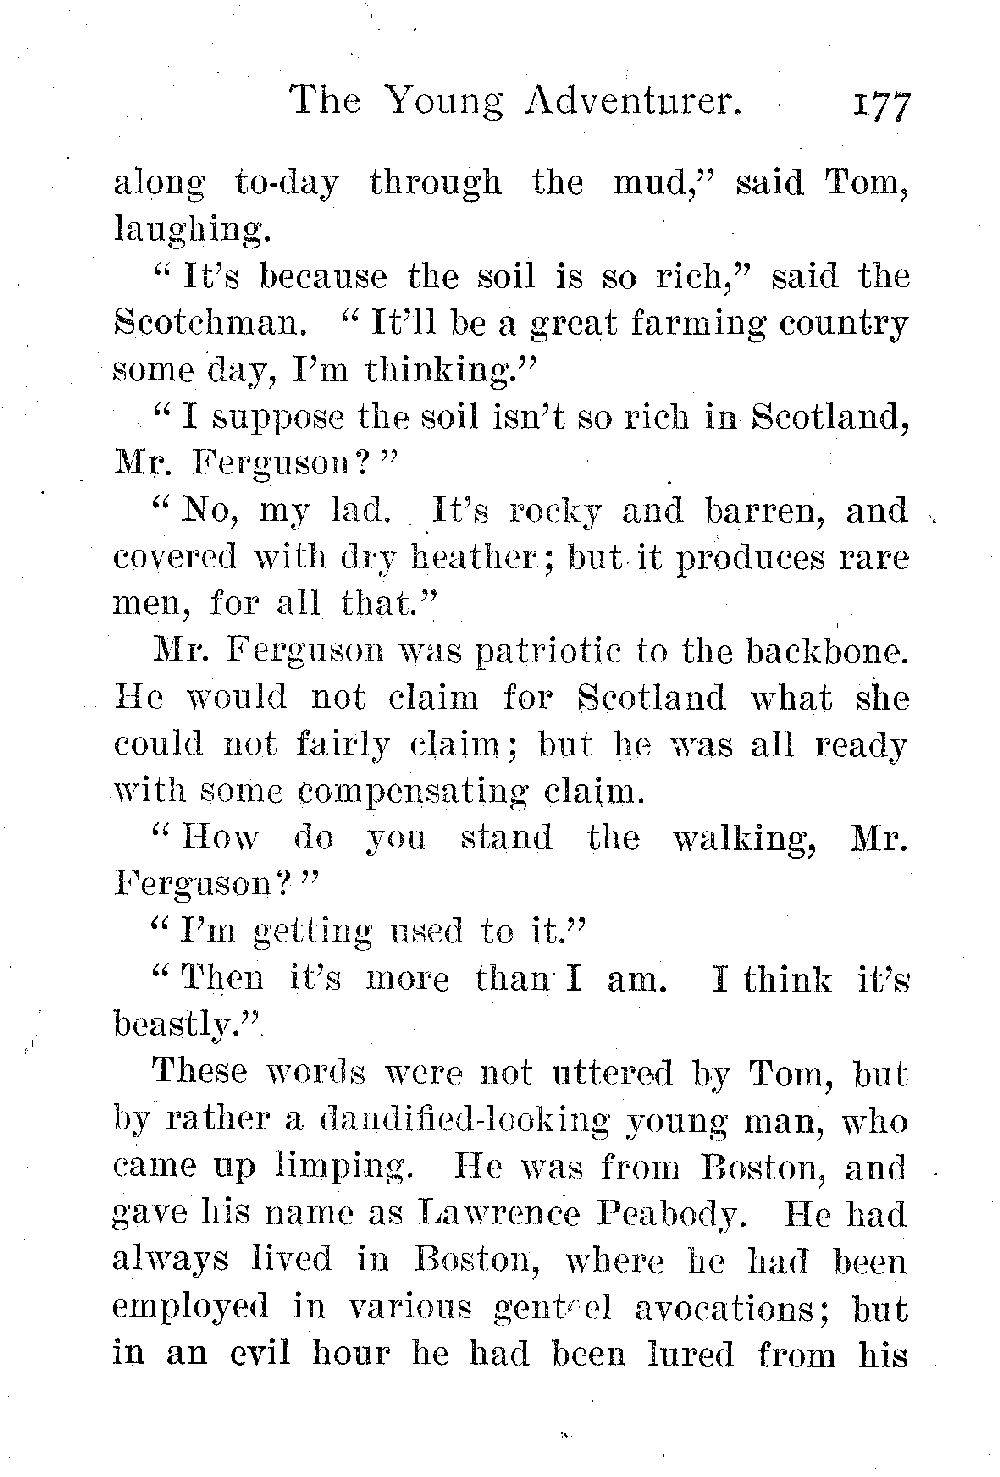 The Young Adventurer. 177
along to-day through the mud,” said Tom,
laughing.
“ It’s because the soil is so rich,” said the
Scotchman. “ It’ll be a great farming country
some day, I’m thinking.”
“ I suppose the soil isn’t so rich in Scotland,
Mr. Ferguson? ”
“ No, my lad. It’s rocky and barren, and
covered with dry heather; but it produces rare
men, for all that.”
Mr. Ferguson was patriotic to the backbone.
He would not claim for Scotland what she
could not fairly claim; but he was all ready
with some compensating claim.
“ How do you stand the walking, Mr.
Ferguson? ”
“ I’m getting used to it.”
“ Then it’s more than I am. I think it’s
beastly.”
These words were not uttered by Tom, but
by rather a dandified-looking young man, who
came up limping. He was from Boston, and
gave his name as Lawrence Peabody. He had
always lived in Boston, where he had been
employed in various genteel avocations; but
in an evil hour he had been lured from his